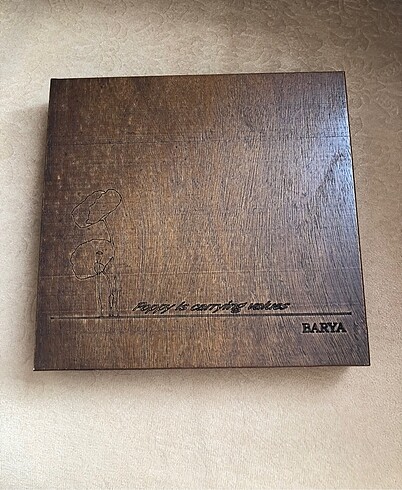 Poppy is carrying values
BARYA